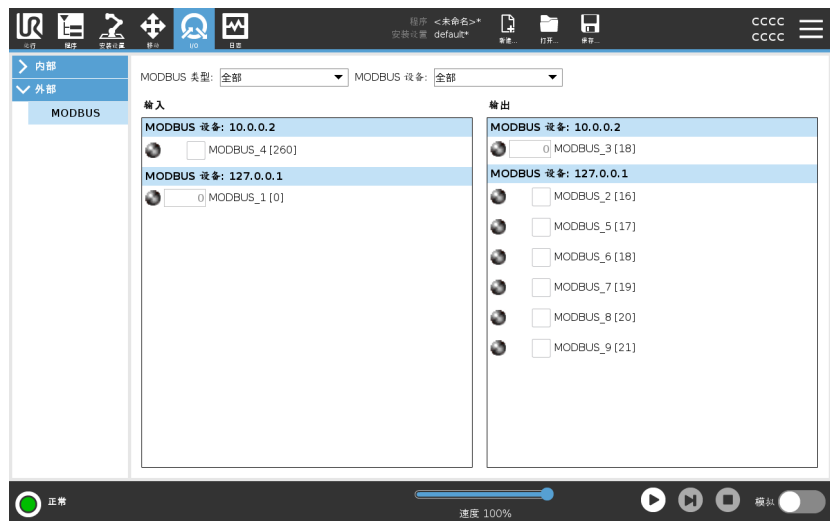 程序 <未命名>*
CCCC
安装设置 default*
CCCC
运行 程序 安装设置 移动 I/O 日志 新建... 打开... 保存...
内部
外部
MODBUS
MODBUS 类型: 全部 MODBUS 设备: 全部
输入
MODBUS 设备: 10.0.0.2
MODBUS_4 [260]
MODBUS 设备: 127.0.0.1
0 MODBUS_1 [0]
输出
MODBUS 设备: 10.0.0.2
0 MODBUS_3 [18]
MODBUS 设备: 127.0.0.1
MODBUS_2 [16]
MODBUS_5 [17]
MODBUS_6 [18]
MODBUS_7 [19]
MODBUS_8 [20]
MODBUS_9 [21]
正常
速度 100%
模拟